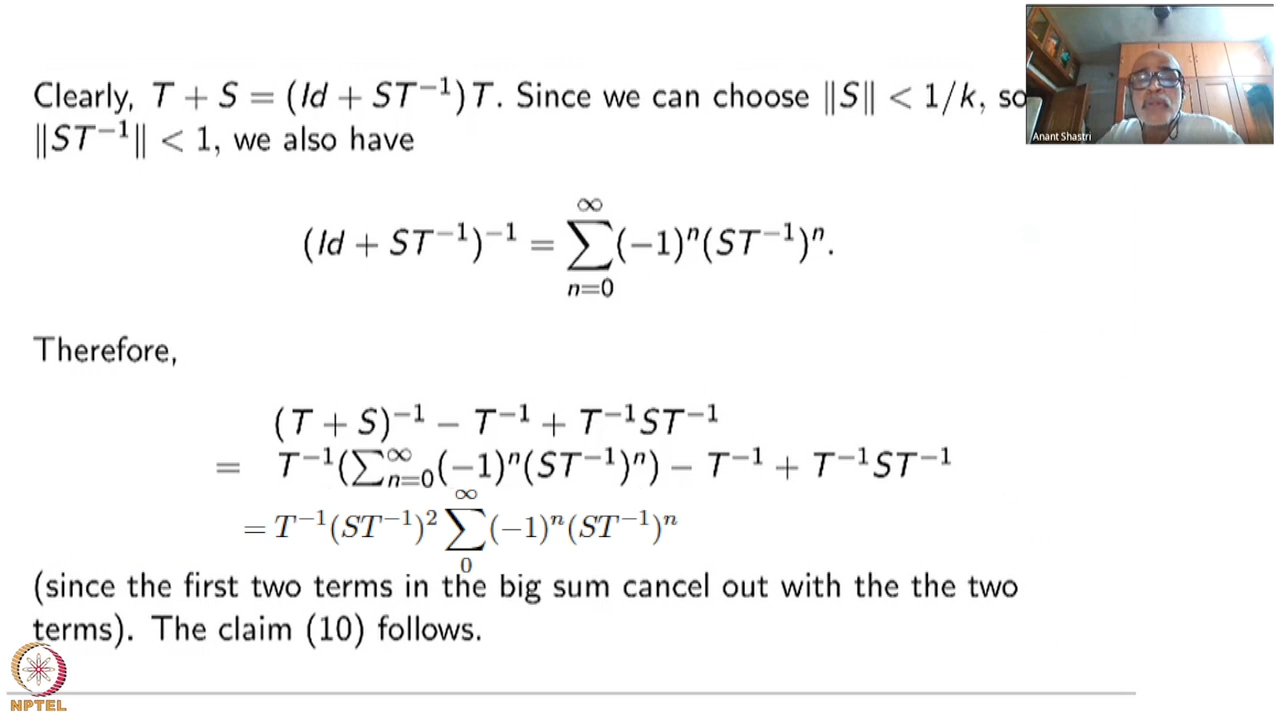 Clearly, T + S = (Id + ST⁻¹)T. Since we can choose ‖S‖ < 1/k, so
‖ST⁻¹‖ < 1, we also have
(Id + ST⁻¹)⁻¹ = ∑_{n=0}^{∞} (−1)ⁿ(ST⁻¹)ⁿ.
Therefore,
(T + S)⁻¹ − T⁻¹ + T⁻¹ST⁻¹
= T⁻¹(∑_{n=0}^{∞}(−1)ⁿ(ST⁻¹)ⁿ) − T⁻¹ + T⁻¹ST⁻¹
= T⁻¹(ST⁻¹)² ∑_{0}^{∞} (−1)ⁿ(ST⁻¹)ⁿ
(since the first two terms in the big sum cancel out with the the two
terms). The claim (10) follows.
Anant Shastri
NPTEL